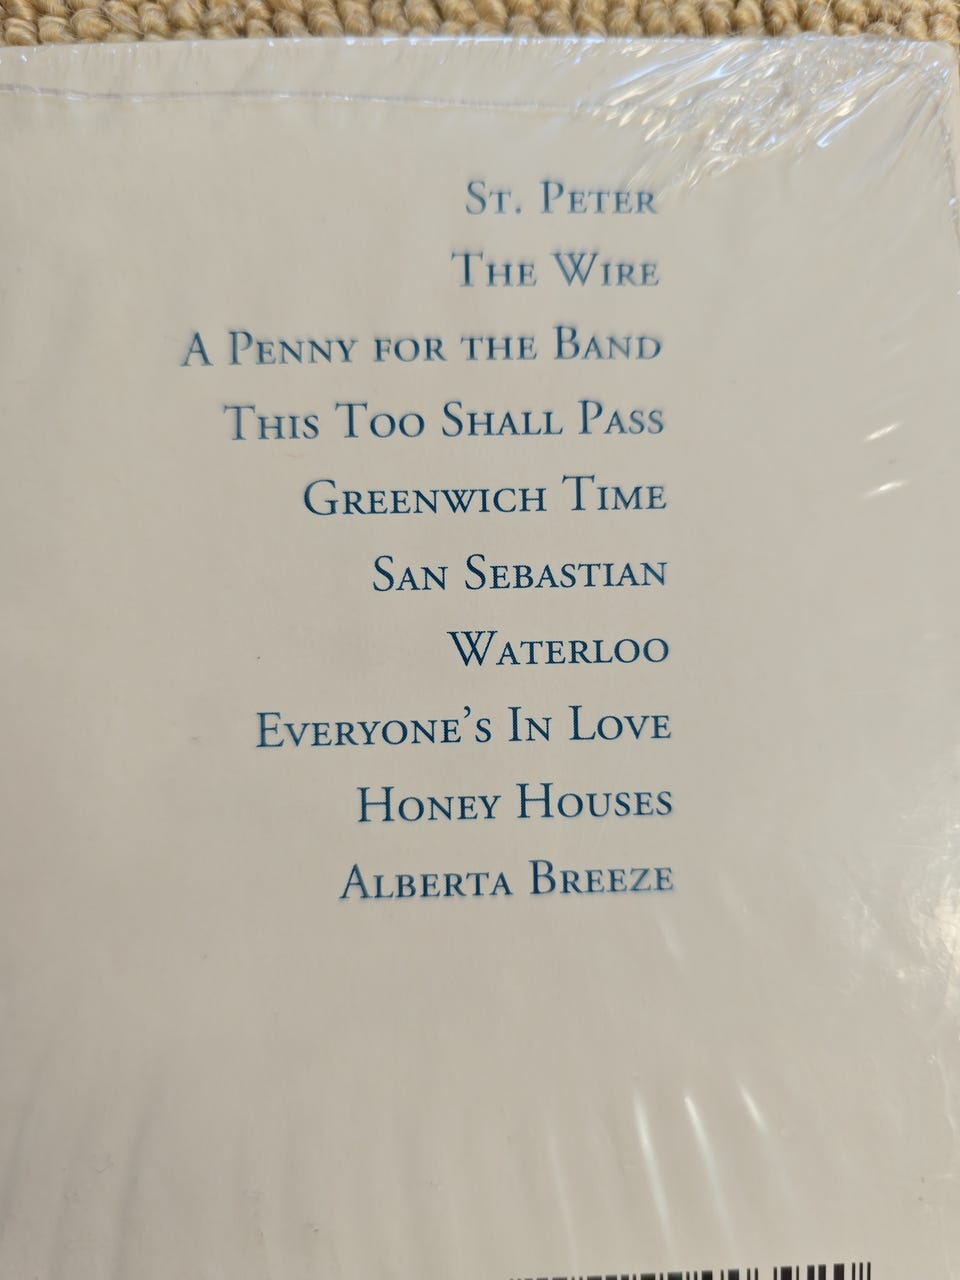 St. Peter
The Wire
A Penny for the Band
This Too Shall Pass
Greenwich Time
San Sebastian
Waterloo
Everyone's In Love
Honey Houses
Alberta Breeze